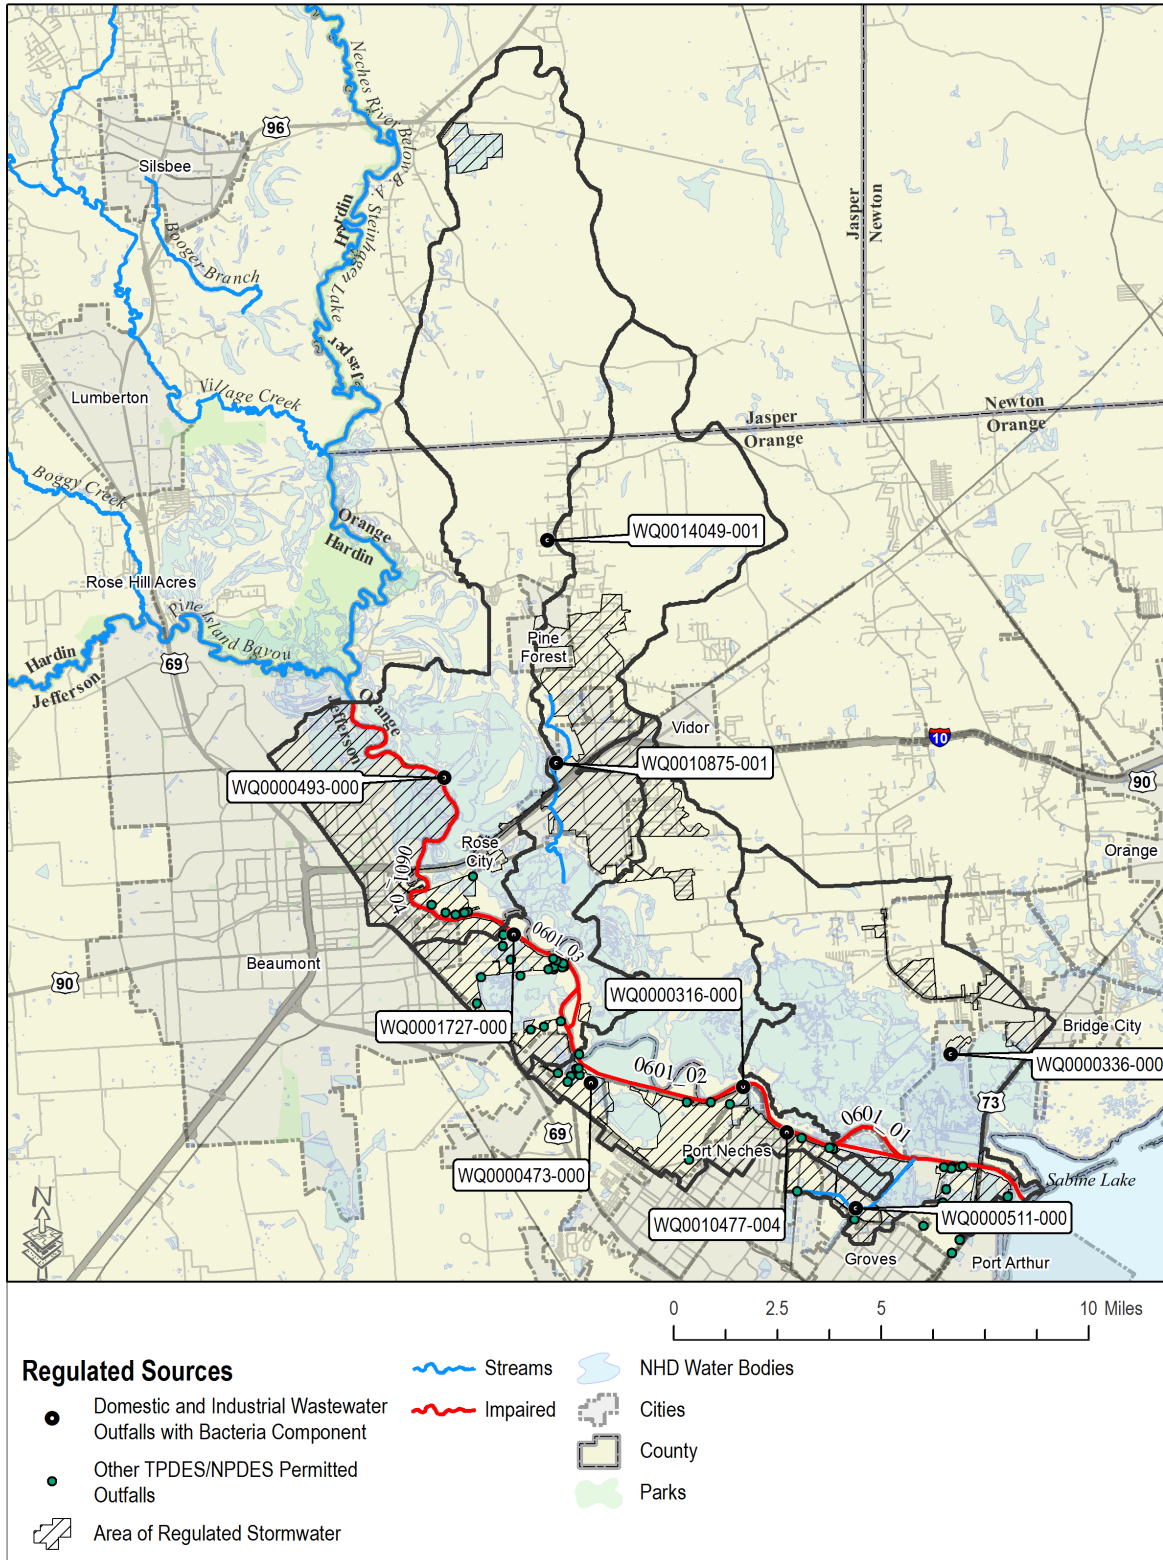 Neches River Below B. A. Steinhagen Lake
96
Silsbee
Hardin
Jasper
Jasper
Newton
Booger Branch
Lumberton
Village Creek
Newton
Orange
Jasper
Orange
Boggy Creek
Orange
Hardin
WQ0014049-001
Rose Hill Acres
Pine Island Bayou
Pine
Forest
Hardin
Jefferson
69
Orange
Jefferson
Vidor
10
WQ0010875-001
WQ0000493-000
90
Rose
City
Orange
0601_04
0601_03
Beaumont
90
WQ0000316-000
WQ0001727-000
Bridge City
WQ0000336-000
0601_02
73
0601_01
69
Port Neches
WQ0000473-000
Sabine Lake
N
WQ0010477-004
WQ0000511-000
Groves
Port Arthur
0 2.5 5 10 Miles
Regulated Sources
Domestic and Industrial Wastewater
Outfalls with Bacteria Component
Other TPDES/NPDES Permitted
Outfalls
Area of Regulated Stormwater
Streams
Impaired
NHD Water Bodies
Cities
County
Parks